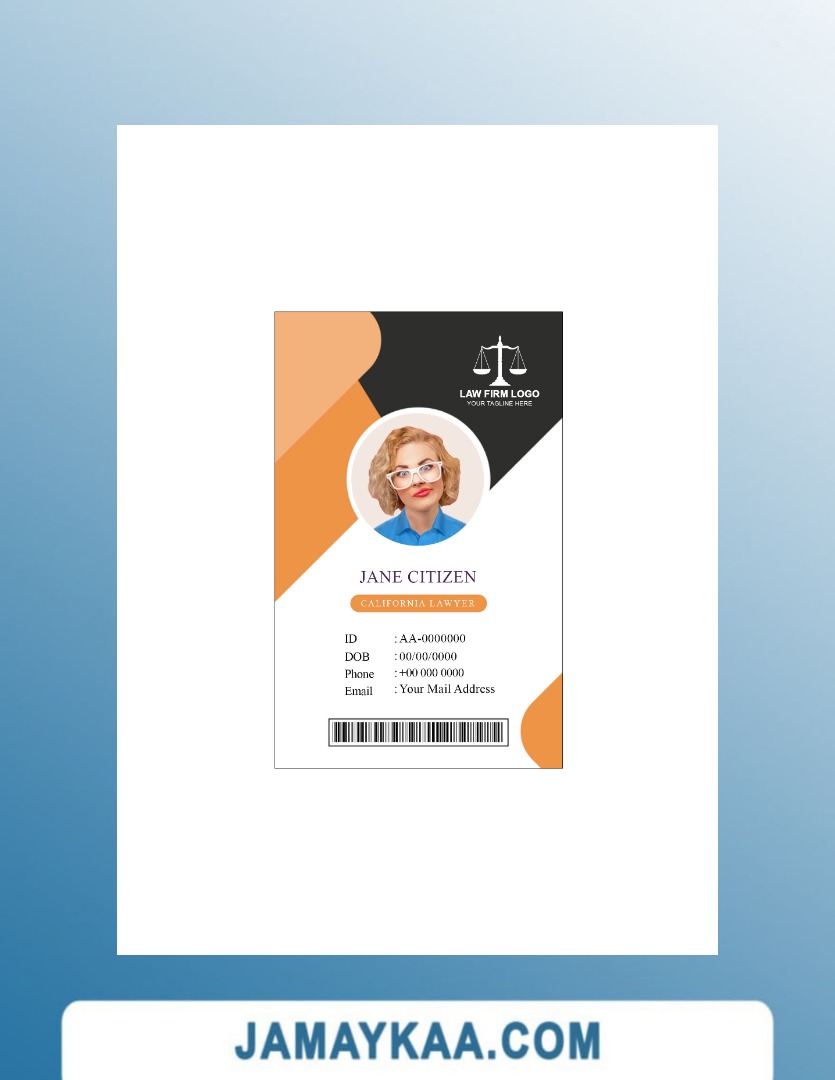 LAW FIRM LOGO
YOUR TAGLINE HERE
JANE CITIZEN
CALIFORNIA LAWYER
ID : AA-0000000
DOB : 00/00/0000
Phone : +00 000 0000
Email : Your Mail Address
JAMAYKAA.COM